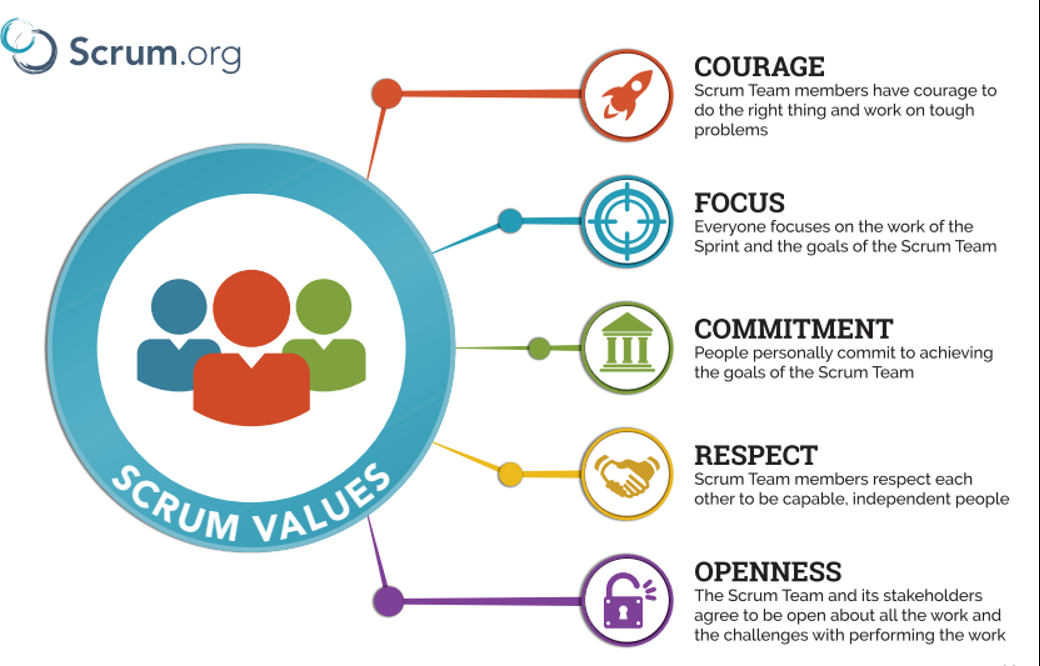 Scrum.org
COURAGE
Scrum Team members have courage to
do the right thing and work on tough
problems
FOCUS
Everyone focuses on the work of the
Sprint and the goals of the Scrum Team
COMMITMENT
People personally commit to achieving
the goals of the Scrum Team
RESPECT
Scrum Team members respect each
other to be capable, independent people
OPENNESS
The Scrum Team and its stakeholders
agree to be open about all the work and
the challenges with performing the work
SCRUM VALUES